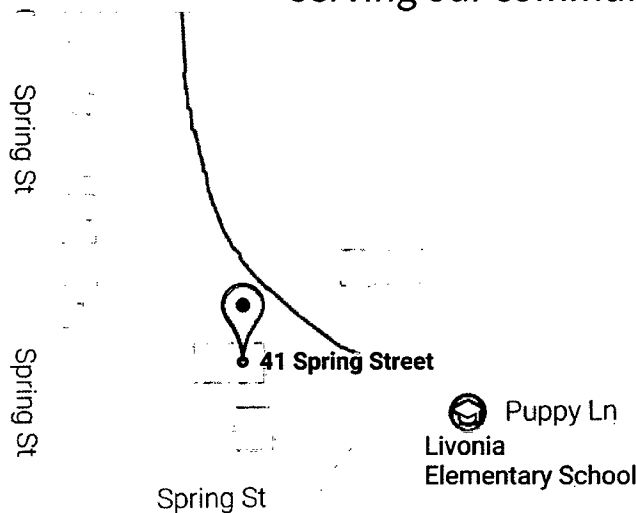 Spring St
41 Spring Street
Spring St
Puppy Ln
Livonia
Elementary School
Spring St